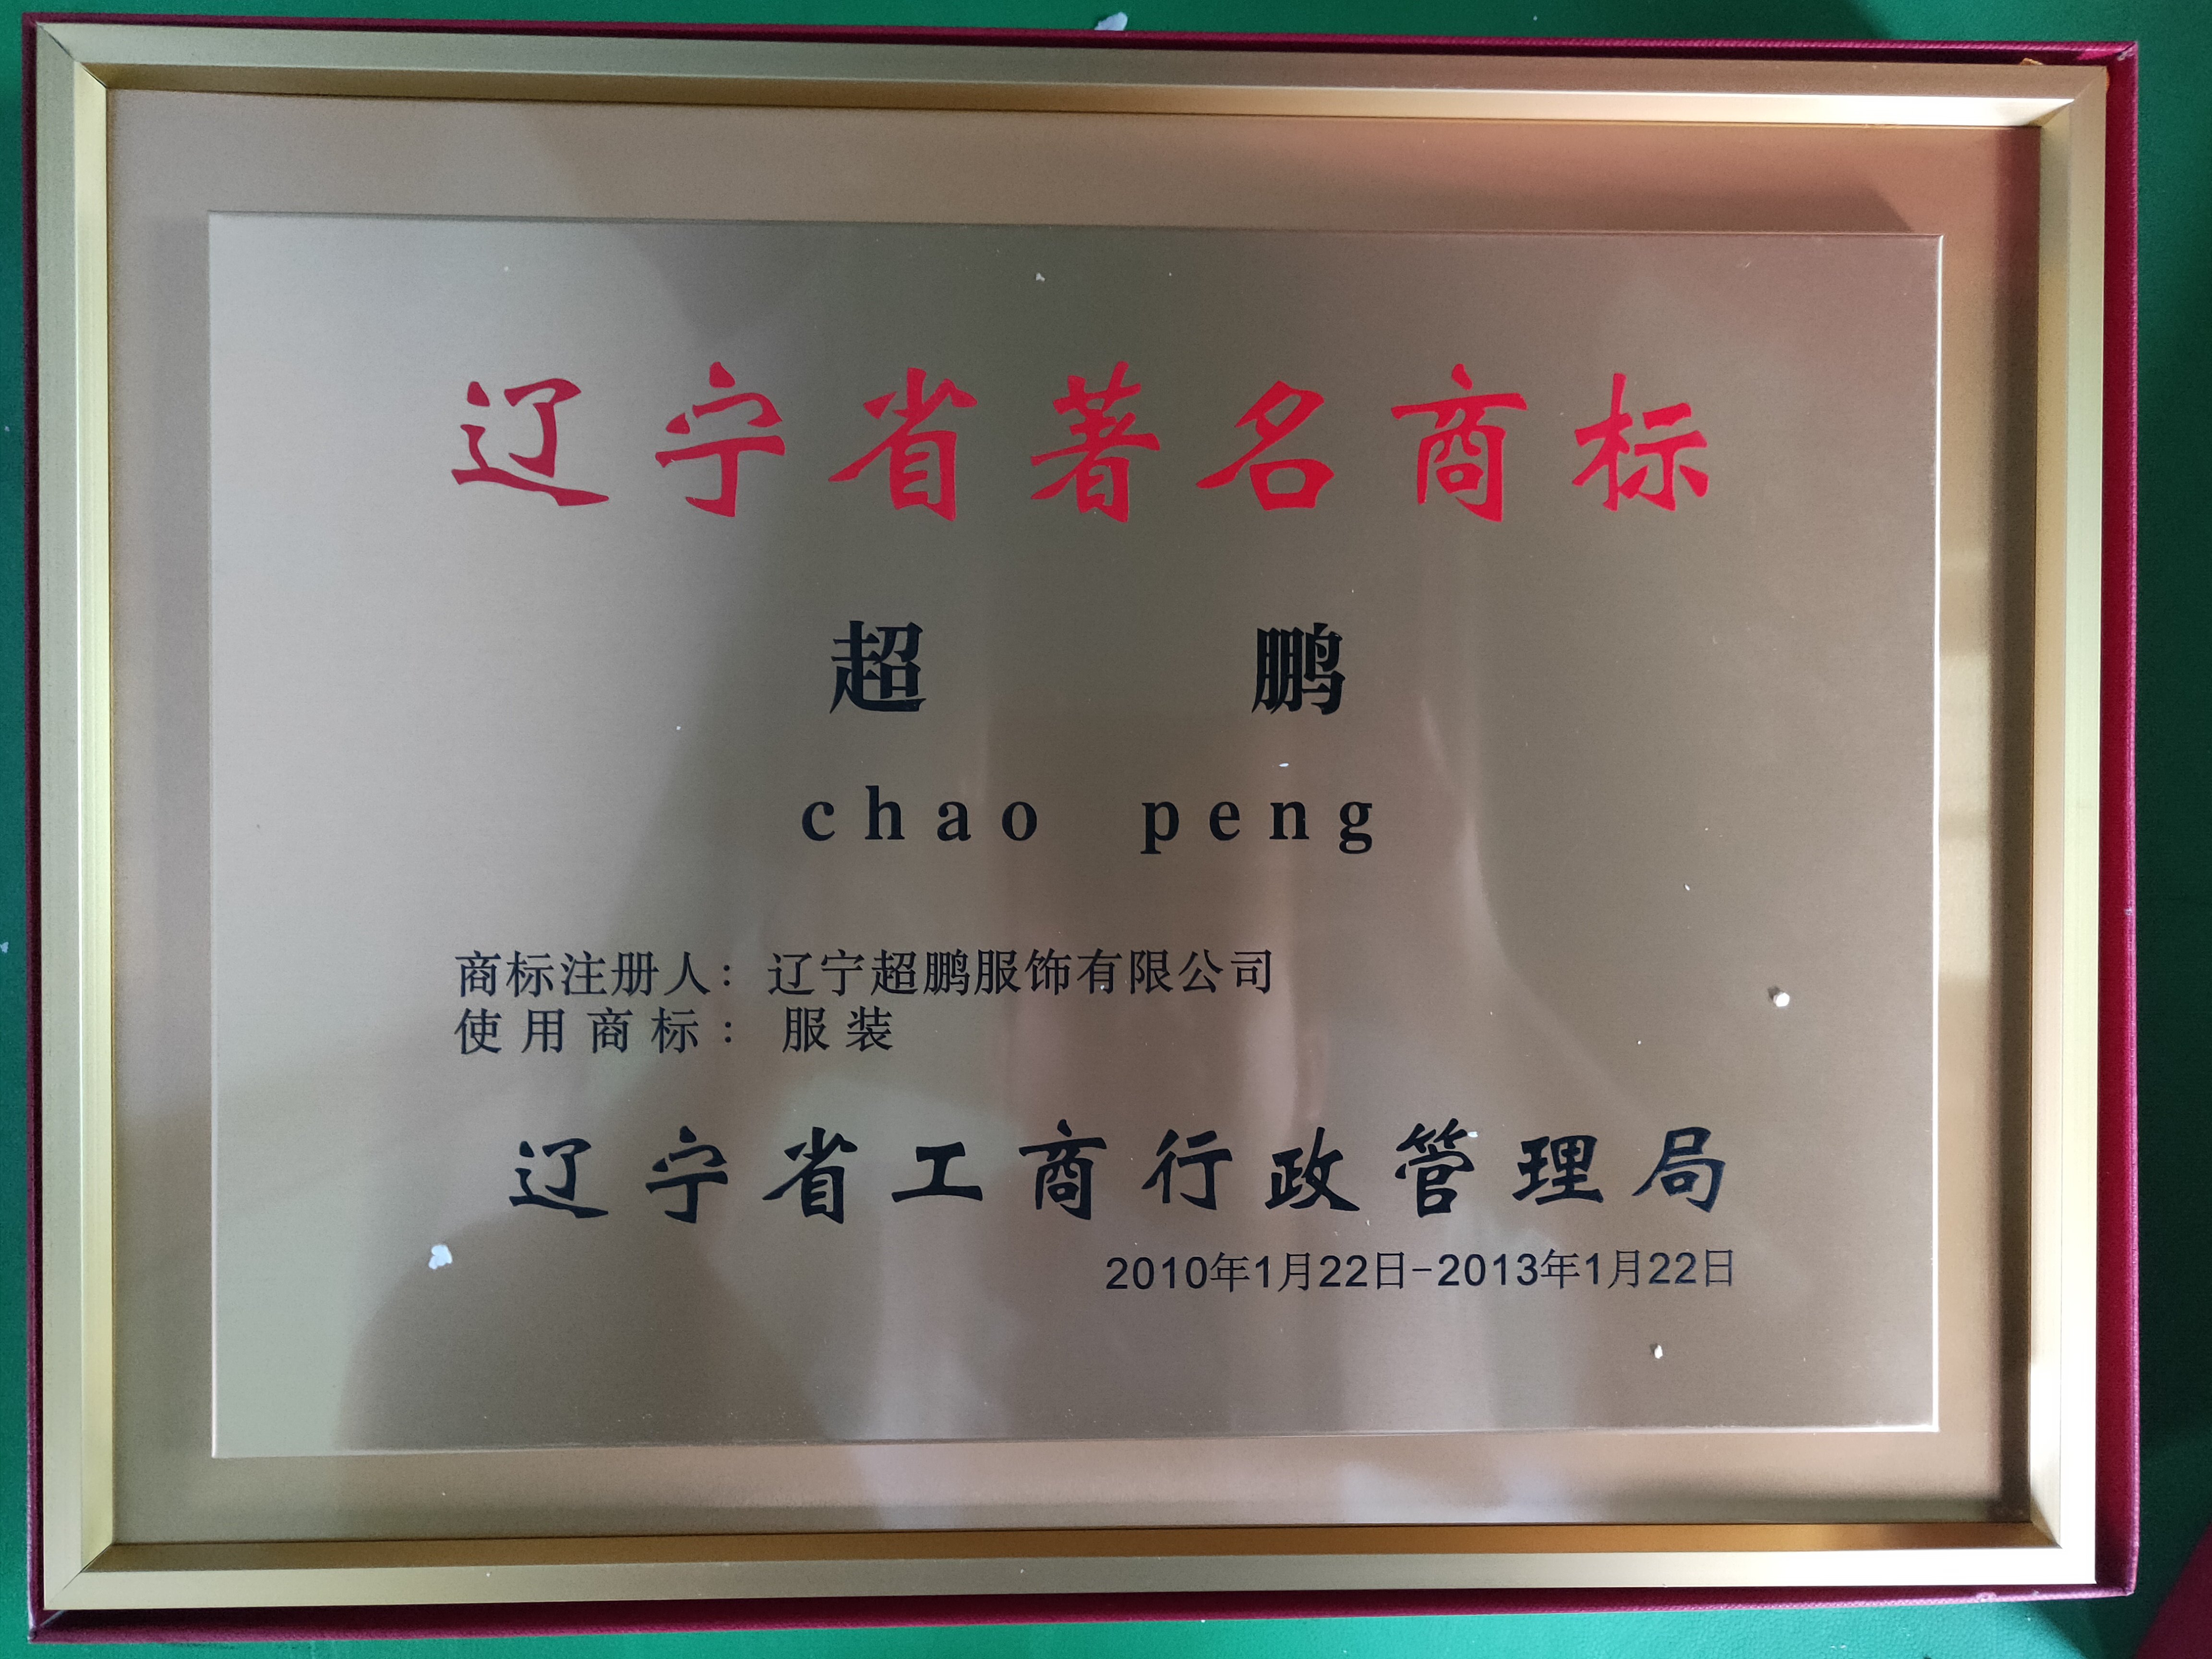 辽宁省著名商标
超 鹏
chao peng
商标注册人：辽宁超鹏服饰有限公司
使用商标：服装
辽宁省工商行政管理局
2010年1月22日-2013年1月22日